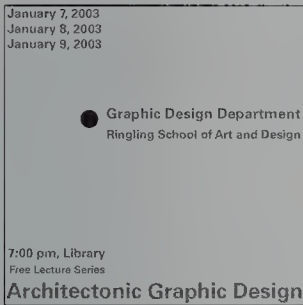 January 7, 2003
January 8, 2003
January 9, 2003
Graphic Design Department
Ringling School of Art and Design
7:00 pm, Library
Free Lecture Series
Architectonic Graphic Design